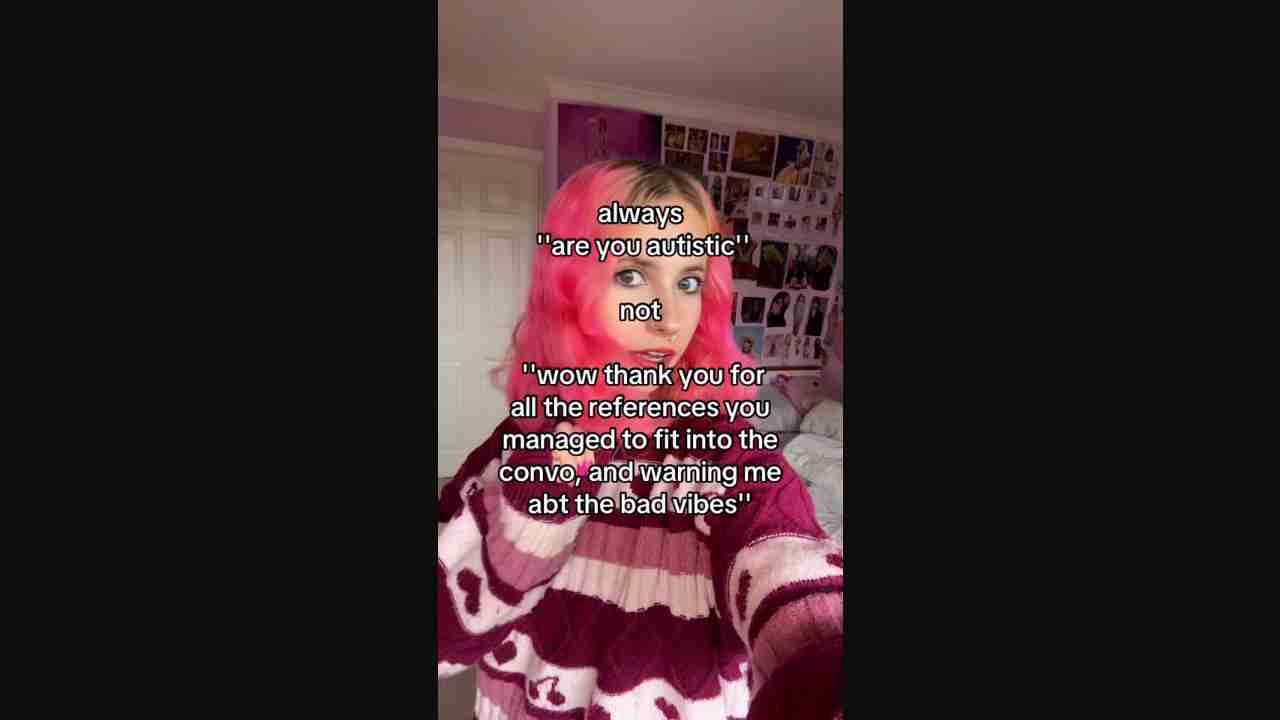 always
''are you autistic''
not
''wow thank you for
all the references you
managed to fit into the
convo, and warning me
abt the bad vibes''